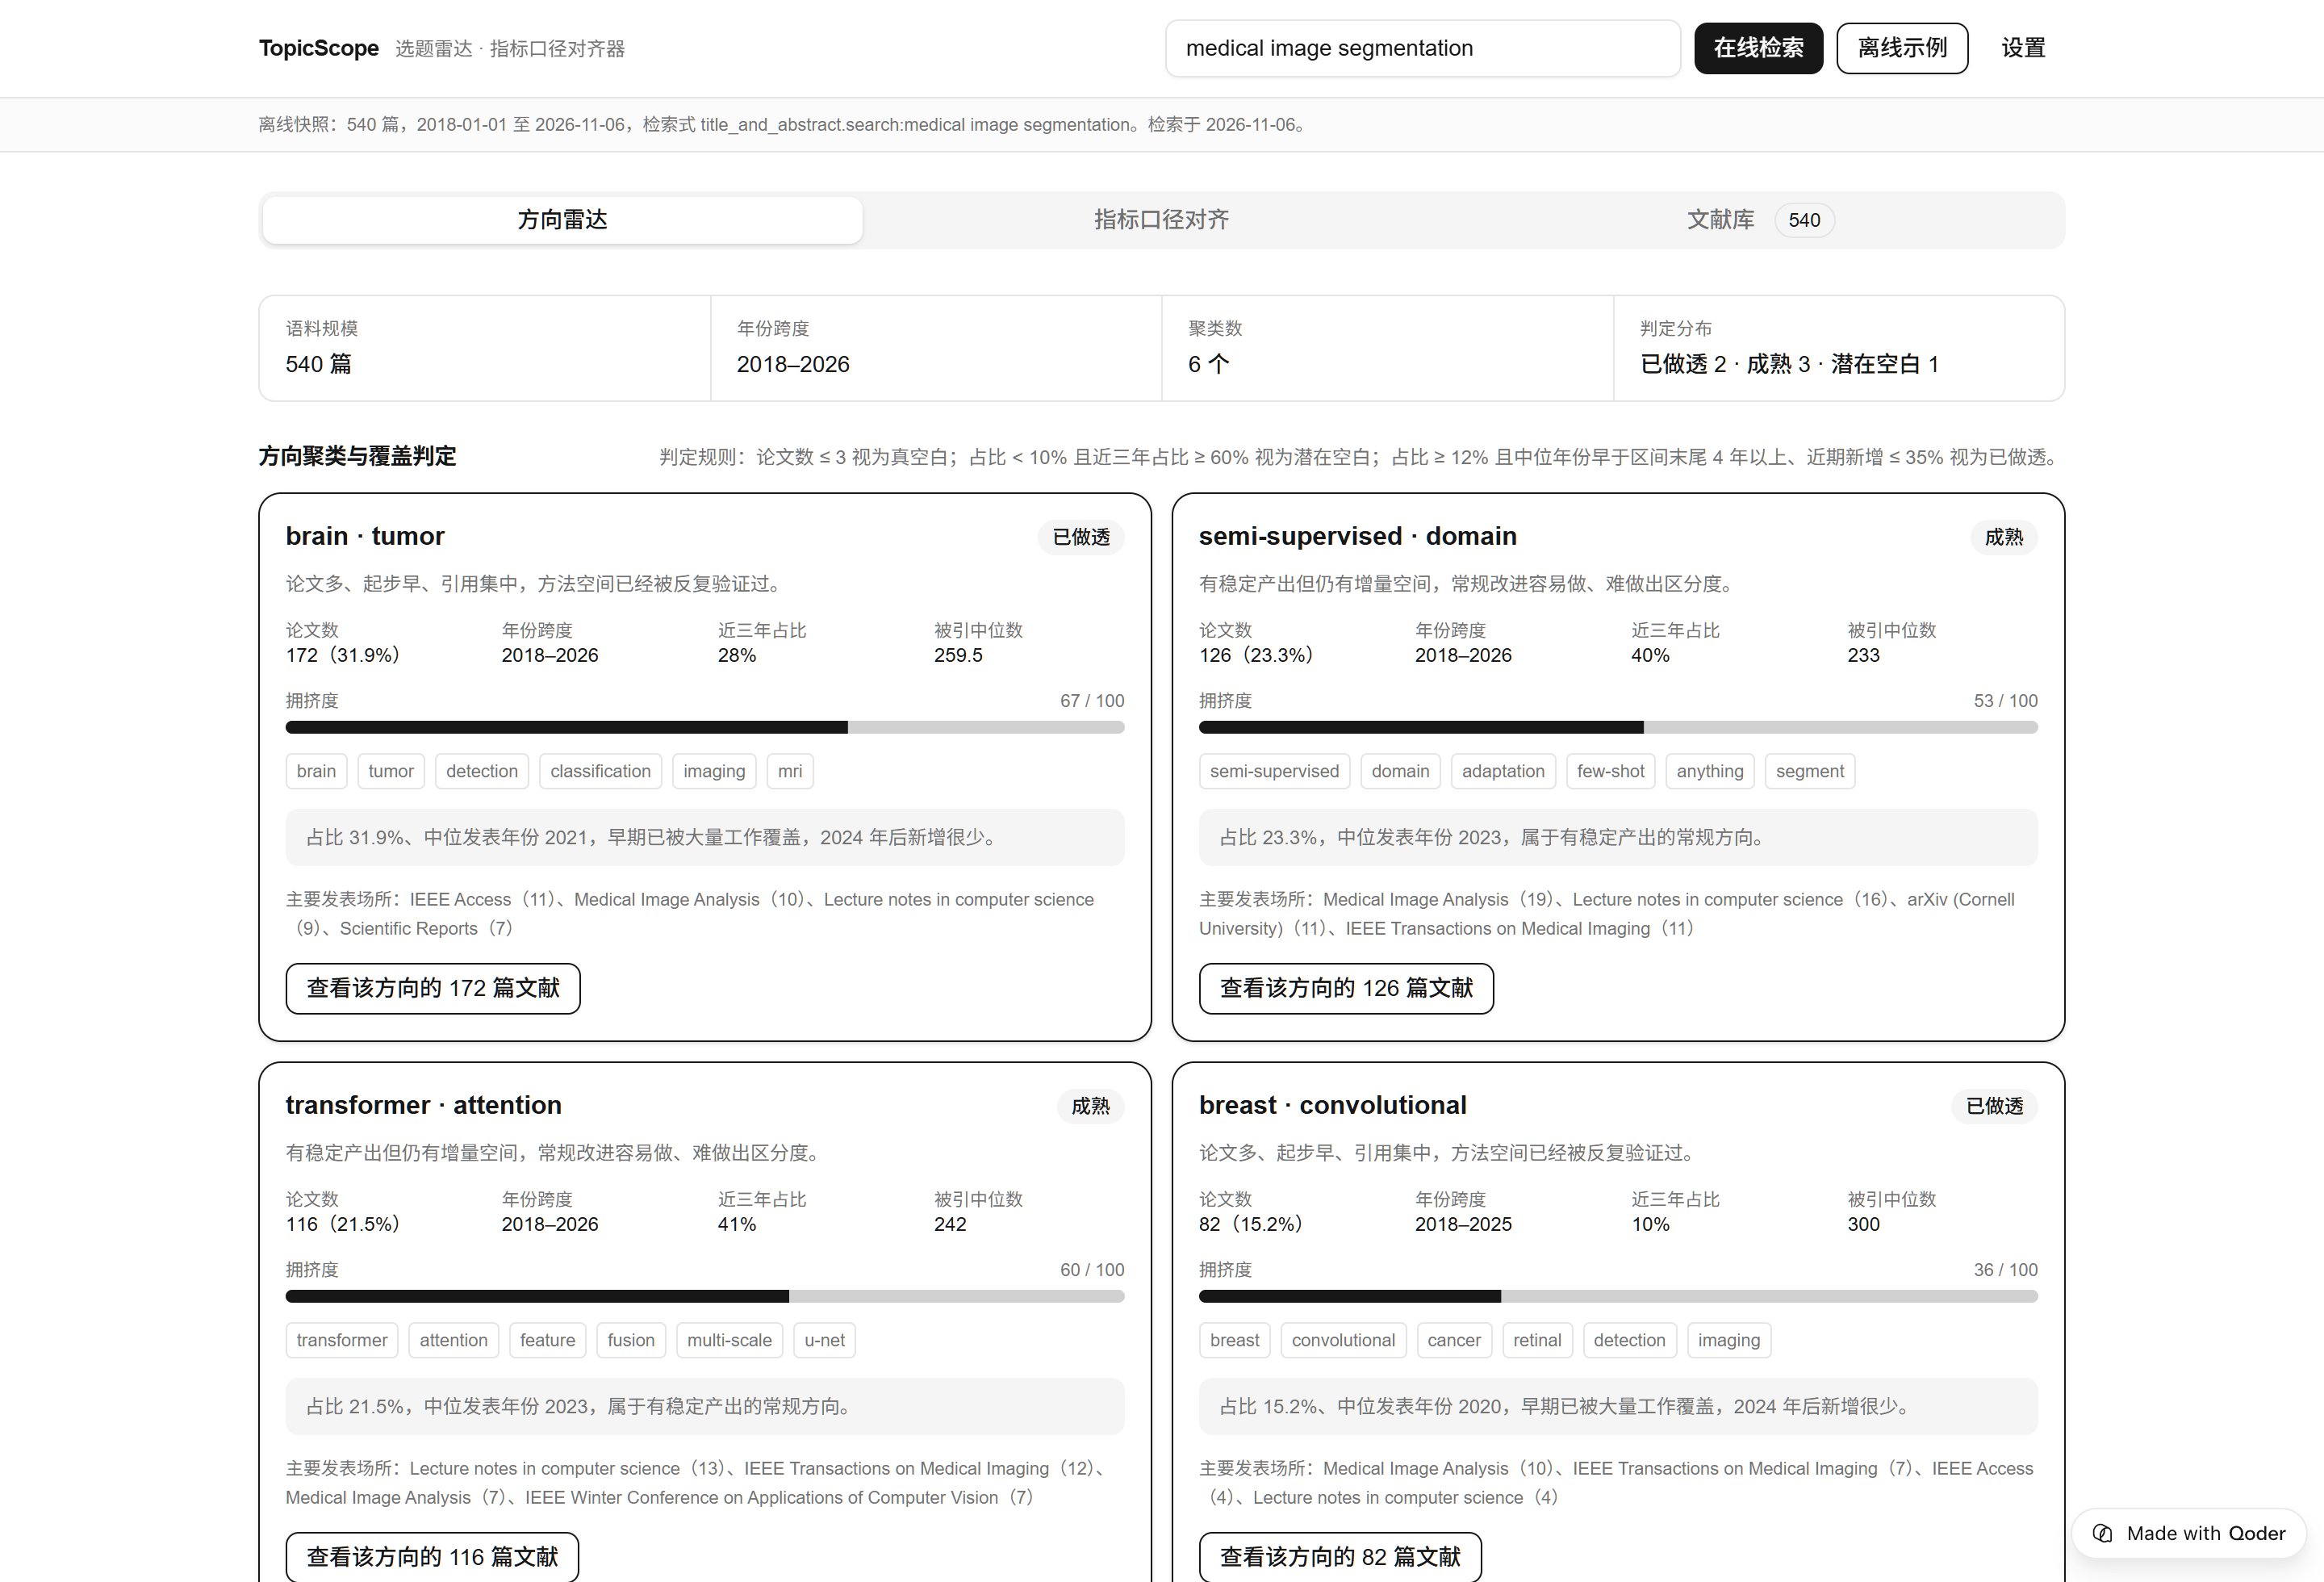 TopicScope 选题雷达 · 指标口径对齐器
medical image segmentation
在线检索
离线示例
设置
离线快照：540 篇，2018-01-01 至 2026-11-06，检索式 title_and_abstract.search:medical image segmentation。检索于 2026-11-06。
方向雷达
指标口径对齐
文献库 540
语料规模
540 篇
年份跨度
2018–2026
聚类数
6 个
判定分布
已做透 2 · 成熟 3 · 潜在空白 1
方向聚类与覆盖判定
判定规则：论文数 ≤ 3 视为真空白；占比 < 10% 且近三年占比 ≥ 60% 视为潜在空白；占比 ≥ 12% 且中位年份早于区间末尾 4 年以上、近期新增 ≤ 35% 视为已做透。
brain · tumor
已做透
论文多、起步早、引用集中，方法空间已经被反复验证过。
论文数 年份跨度 近三年占比 被引中位数
172（31.9%） 2018–2026 28% 259.5
拥挤度 67 / 100
brain tumor detection classification imaging mri
占比 31.9%、中位发表年份 2021，早期已被大量工作覆盖，2024 年后新增很少。
主要发表场所：IEEE Access（11）、Medical Image Analysis（10）、Lecture notes in computer science
（9）、Scientific Reports（7）
查看该方向的 172 篇文献
semi-supervised · domain
成熟
有稳定产出但仍有增量空间，常规改进容易做、难做出区分度。
论文数 年份跨度 近三年占比 被引中位数
126（23.3%） 2018–2026 40% 233
拥挤度 53 / 100
semi-supervised domain adaptation few-shot anything segment
占比 23.3%，中位发表年份 2023，属于有稳定产出的常规方向。
主要发表场所：Medical Image Analysis（19）、Lecture notes in computer science（16）、arXiv (Cornell
University)（11）、IEEE Transactions on Medical Imaging（11）
查看该方向的 126 篇文献
transformer · attention
成熟
有稳定产出但仍有增量空间，常规改进容易做、难做出区分度。
论文数 年份跨度 近三年占比 被引中位数
116（21.5%） 2018–2026 41% 242
拥挤度 60 / 100
transformer attention feature fusion multi-scale u-net
占比 21.5%，中位发表年份 2023，属于有稳定产出的常规方向。
主要发表场所：Lecture notes in computer science（13）、IEEE Transactions on Medical Imaging（12）、
Medical Image Analysis（7）、IEEE Winter Conference on Applications of Computer Vision（7）
查看该方向的 116 篇文献
breast · convolutional
已做透
论文多、起步早、引用集中，方法空间已经被反复验证过。
论文数 年份跨度 近三年占比 被引中位数
82（15.2%） 2018–2025 10% 300
拥挤度 36 / 100
breast convolutional cancer retinal detection imaging
占比 15.2%、中位发表年份 2020，早期已被大量工作覆盖，2024 年后新增很少。
主要发表场所：Medical Image Analysis（10）、IEEE Transactions on Medical Imaging（7）、IEEE Access
（4）、Lecture notes in computer science（4）
查看该方向的 82 篇文献
Made with Qoder